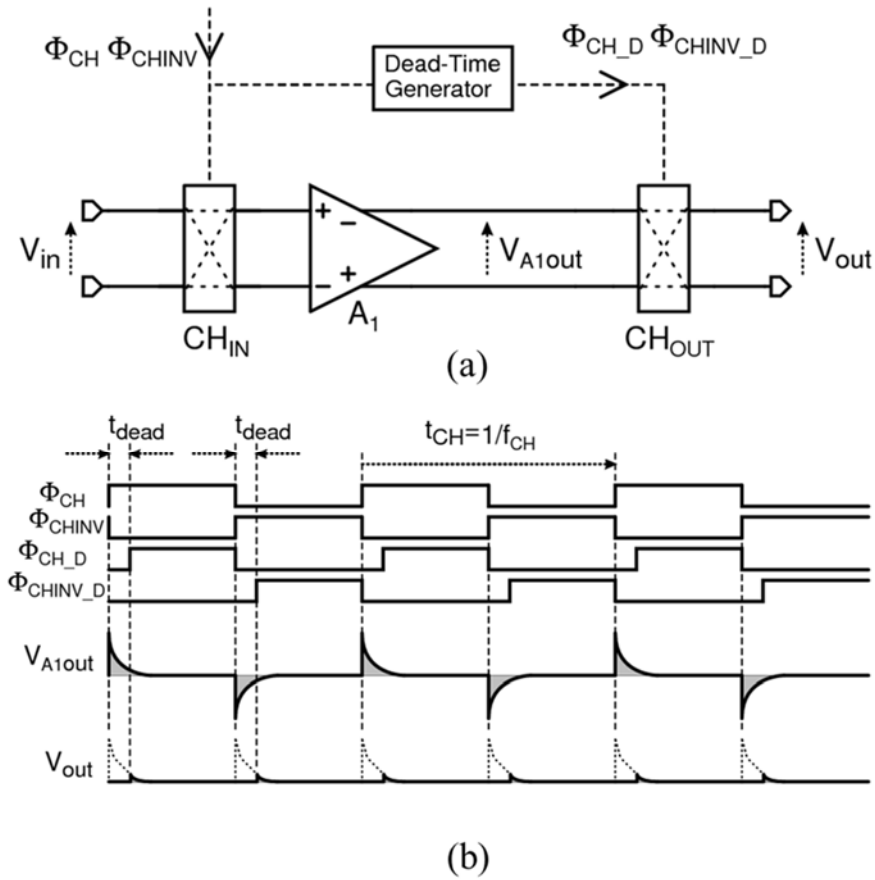 Φ_CH Φ_CHINV
Dead-Time
Generator
Φ_CH_D Φ_CHINV_D
V_in
CH_IN
+ −
− +
A_1
V_A1out
CH_OUT
V_out
(a)
t_dead
t_dead
t_CH=1/f_CH
Φ_CH
Φ_CHINV
Φ_CH_D
Φ_CHINV_D
V_A1out
V_out
(b)